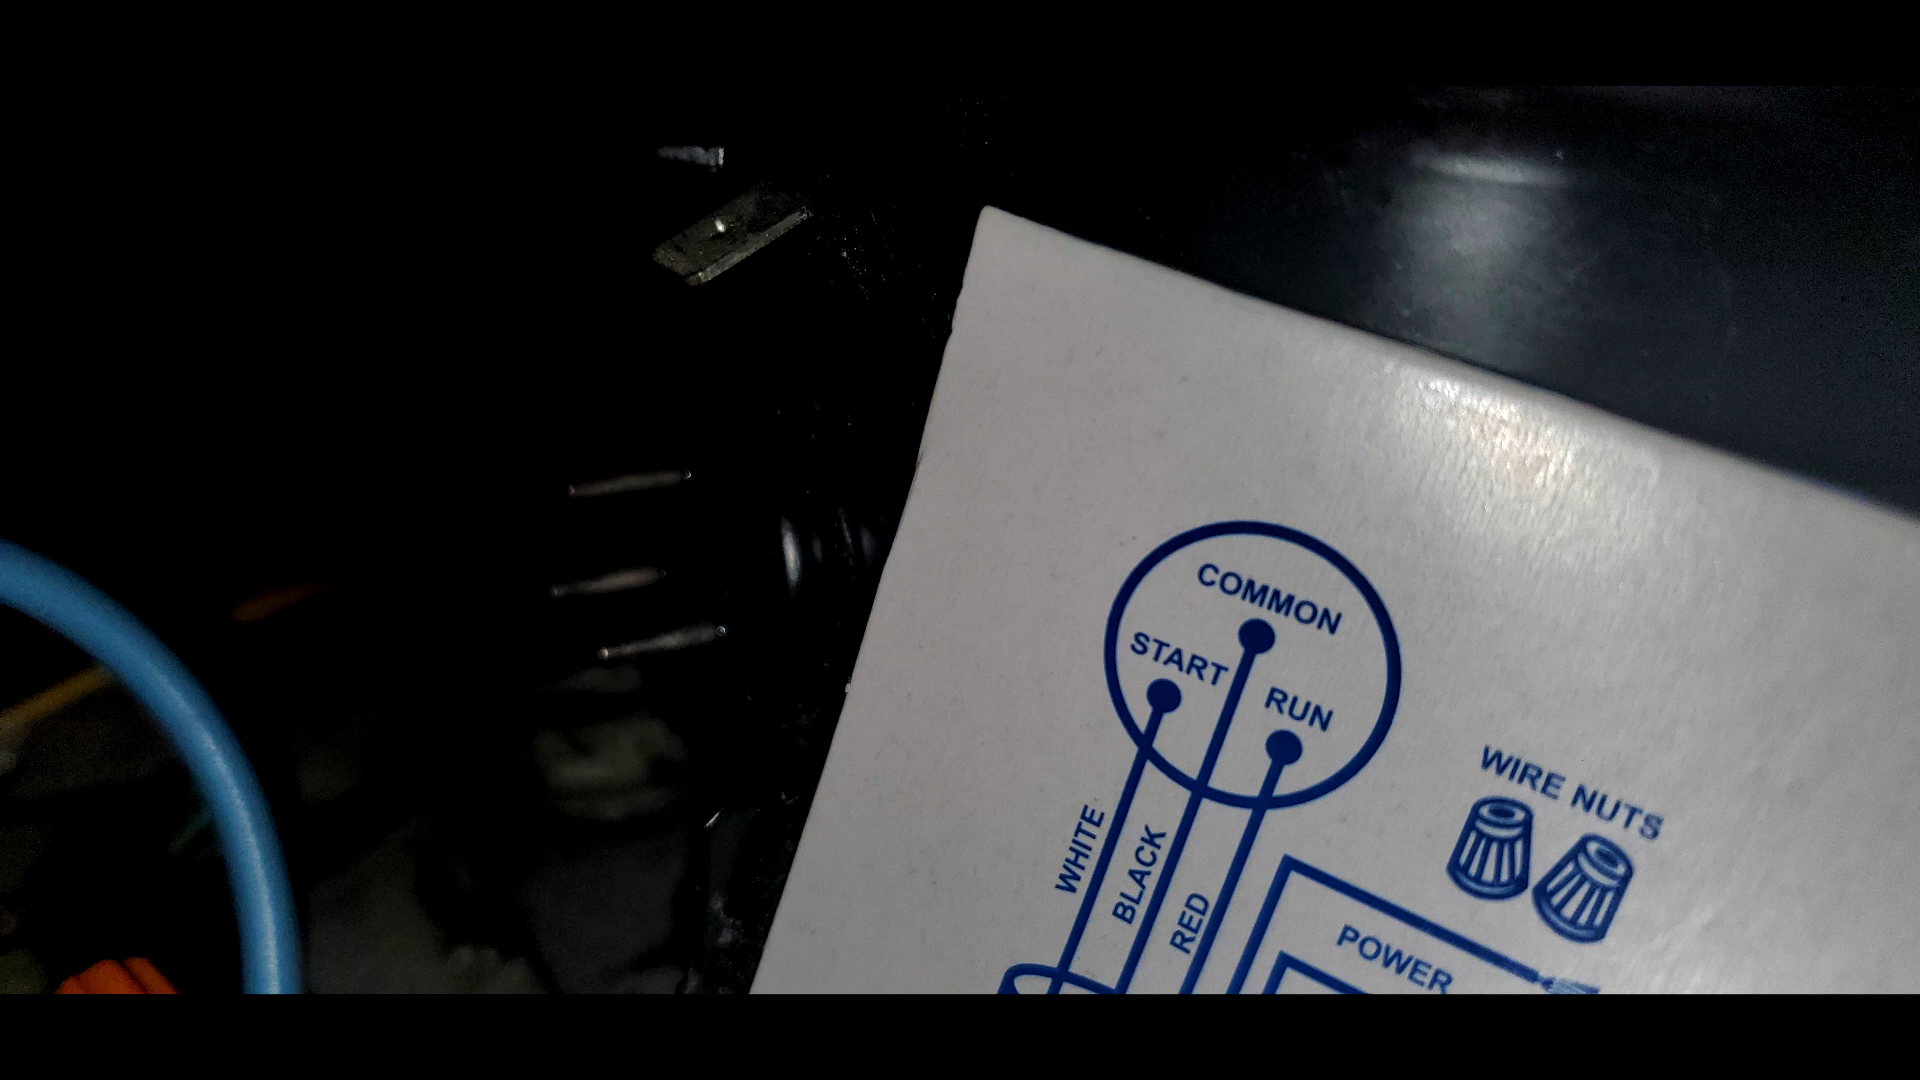 COMMON
START
RUN
WIRE NUTS
WHITE
BLACK
RED
POWER